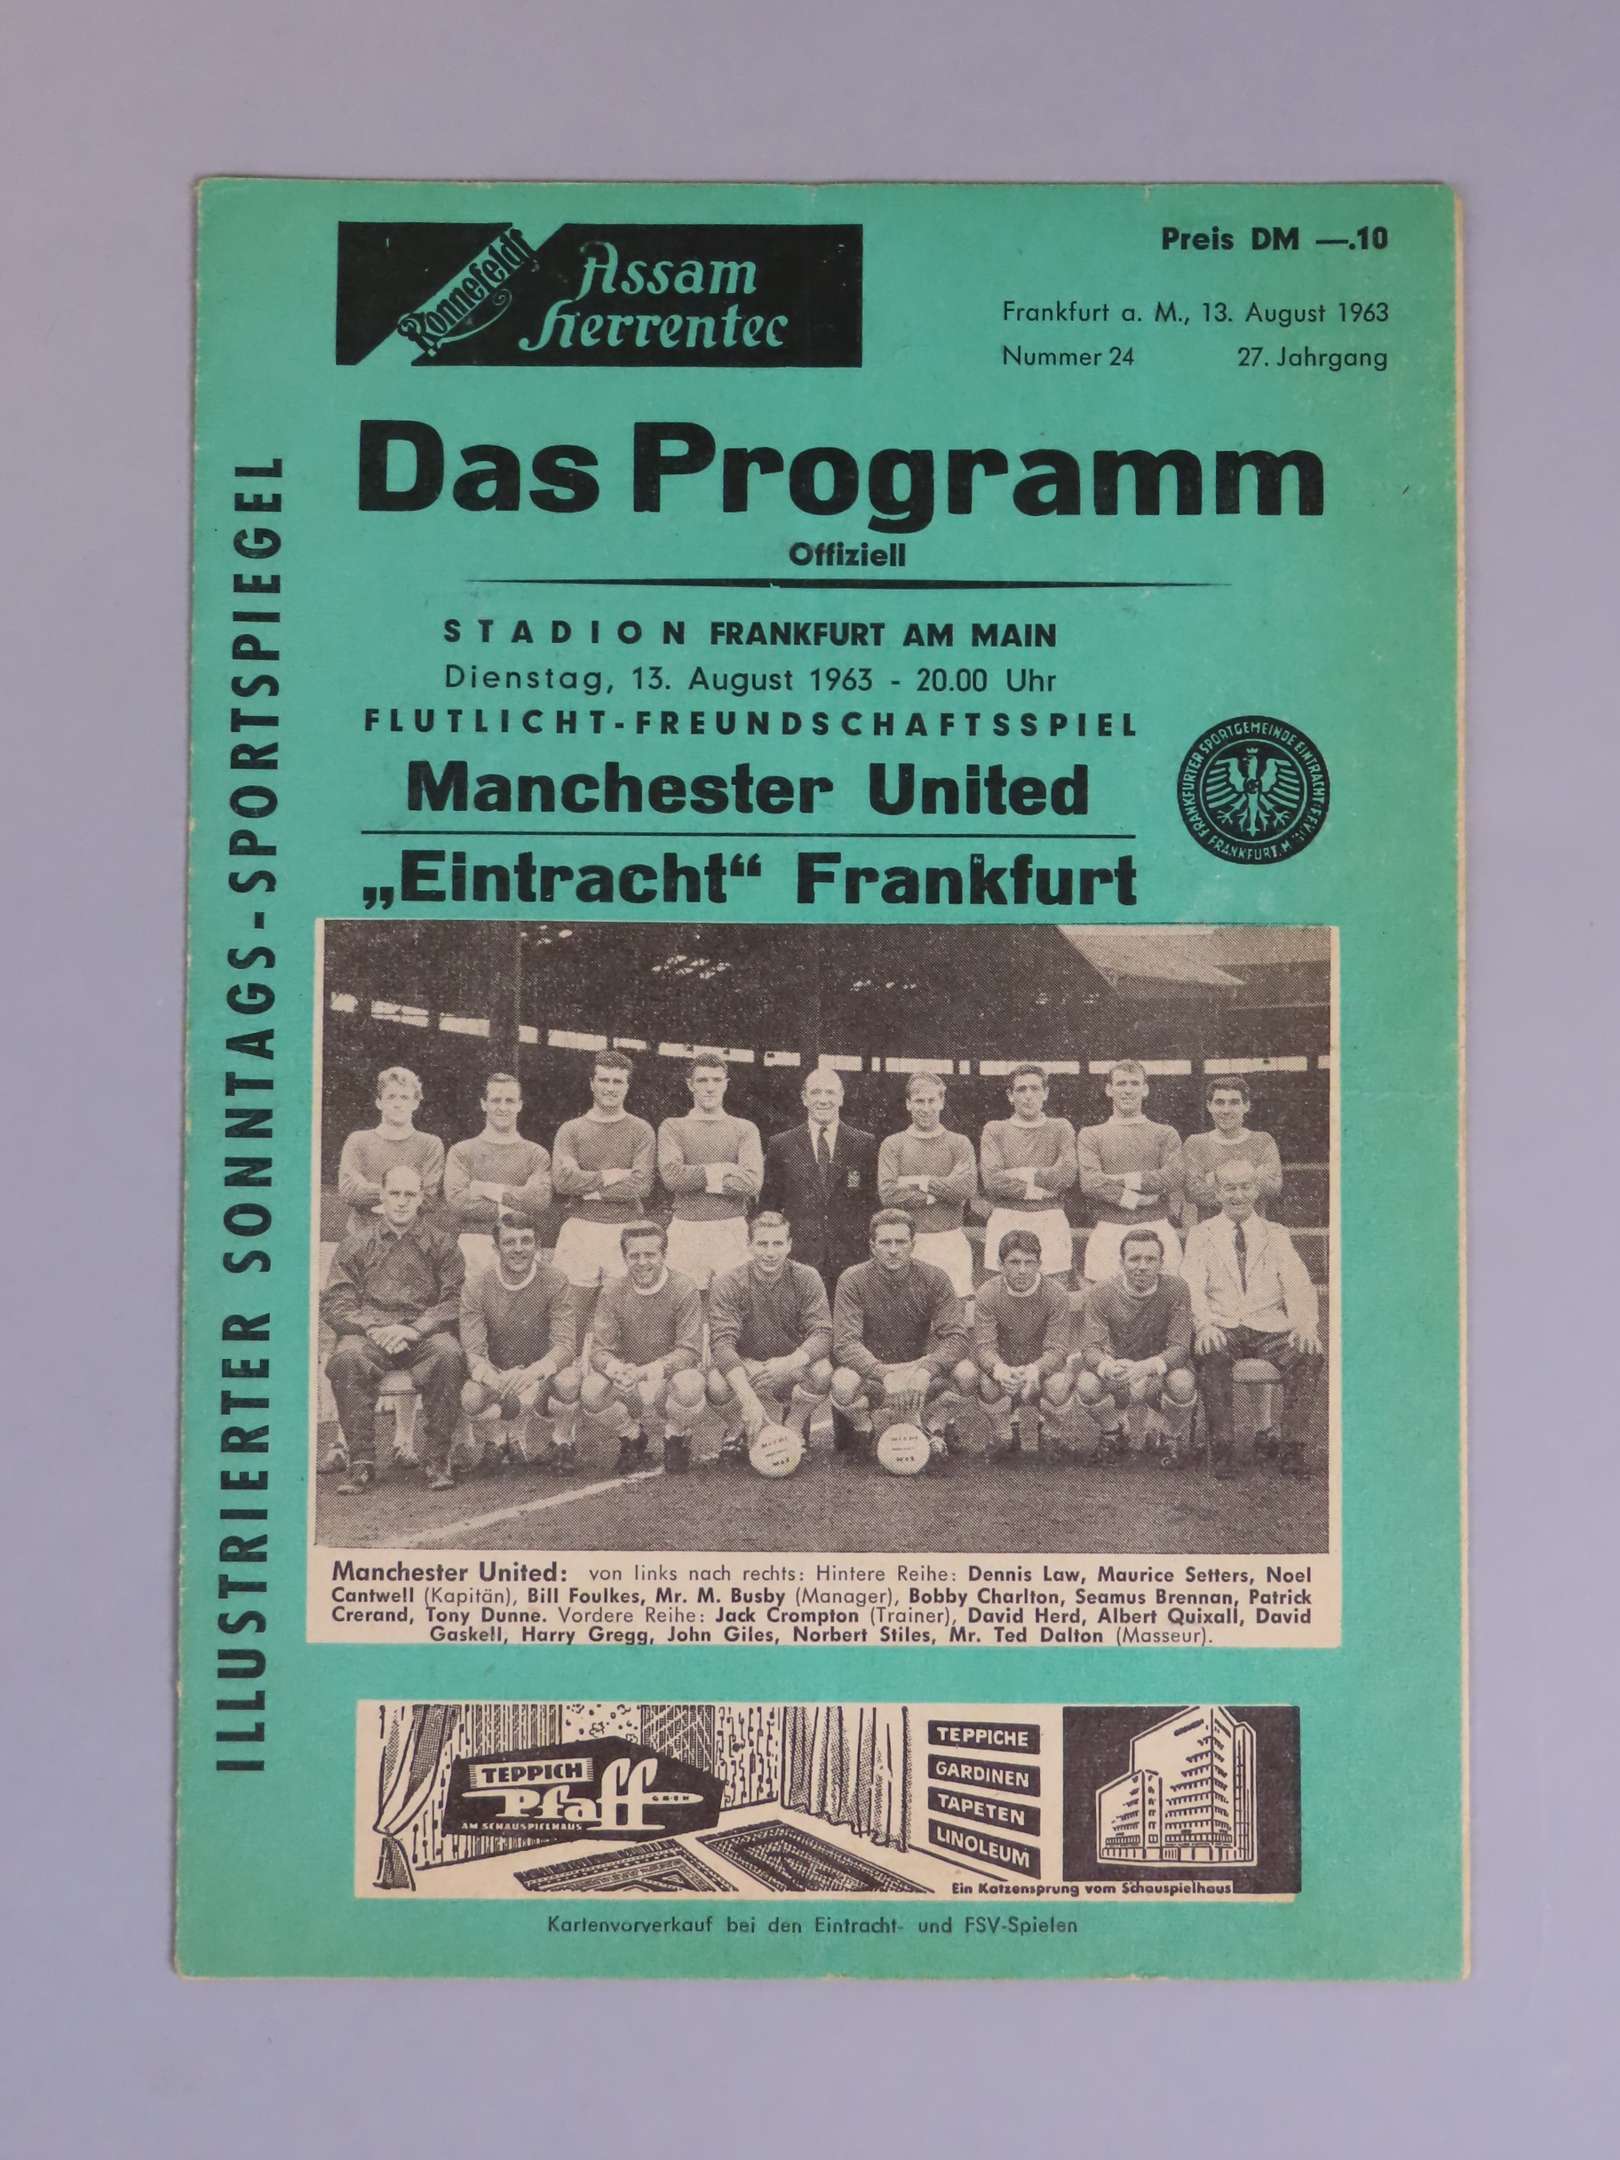 Ronnefeldt
Assam
Herrentee
Preis DM —.10
Frankfurt a. M., 13. August 1963
Nummer 24 27. Jahrgang
Das Programm
Offiziell
STADION FRANKFURT AM MAIN
Dienstag, 13. August 1963 - 20.00 Uhr
FLUTLICHT-FREUNDSCHAFTSSPIEL
Manchester United
„Eintracht“ Frankfurt
FRANKFURTER SPORTGEMEINDE EINTRACHT
FRANKFURT. M.
ILLUSTRIERTER SONNTAGS-SPORTSPIEGEL
Manchester United: von links nach rechts: Hintere Reihe: Dennis Law, Maurice Setters, Noel
Cantwell (Kapitän), Bill Foulkes, Mr. M. Busby (Manager), Bobby Charlton, Seamus Brennan, Patrick
Crerand, Tony Dunne. Vordere Reihe: Jack Crompton (Trainer), David Herd, Albert Quixall, David
Gaskell, Harry Gregg, John Giles, Norbert Stiles, Mr. Ted Dalton (Masseur).
TEPPICH
Pfaff
GMBH
AM SCHAUSPIELHAUS
TEPPICHE
GARDINEN
TAPETEN
LINOLEUM
Ein Katzensprung vom Schauspielhaus
Kartenvorverkauf bei den Eintracht- und FSV-Spielen